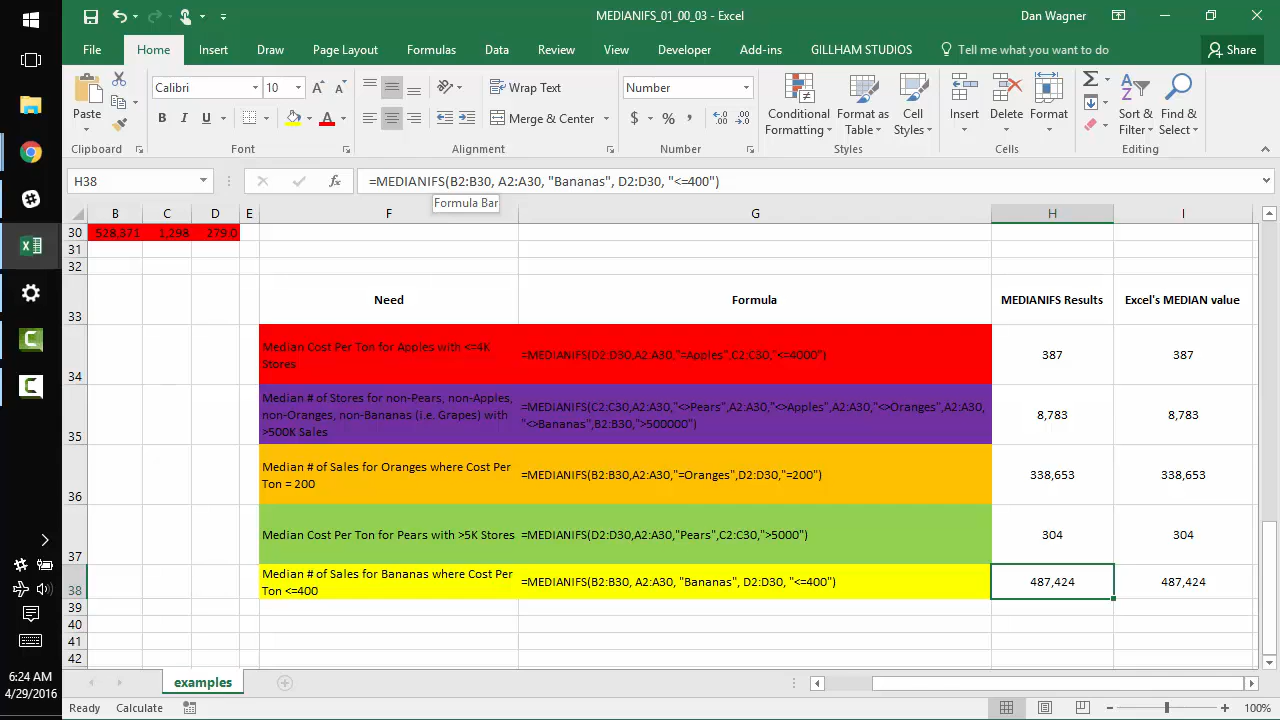 MEDIANIFS_01_00_03 - Excel
Dan Wagner
File Home Insert Draw Page Layout Formulas Data Review View Developer Add-ins GILLHAM STUDIOS Tell me what you want to do Share
Calibri 10 Wrap Text Number
Paste B I U A Merge & Center $ % , Conditional Formatting Format as Table Cell Styles Insert Delete Format Sort & Filter Find & Select
Clipboard Font Alignment Number Styles Cells Editing
H38 fx =MEDIANIFS(B2:B30, A2:A30, "Bananas", D2:D30, "<=400")
Formula Bar
B C D E F G H I
30 528,371 1,298 279.0
31
32
33 Need Formula MEDIANIFS Results Excel's MEDIAN value
Median Cost Per Ton for Apples with <=4K
Stores
34 =MEDIANIFS(D2:D30,A2:A30,"=Apples",C2:C30,"<=4000") 387 387
Median # of Stores for non-Pears, non-Apples,
non-Oranges, non-Bananas (i.e. Grapes) with
>500K Sales
35 =MEDIANIFS(C2:C30,A2:A30,"<>Pears",A2:A30,"<>Apples",A2:A30,"<>Oranges",A2:A30,
"<>Bananas",B2:B30,">500000") 8,783 8,783
Median # of Sales for Oranges where Cost Per
Ton = 200
36 =MEDIANIFS(B2:B30,A2:A30,"=Oranges",D2:D30,"=200") 338,653 338,653
37 Median Cost Per Ton for Pears with >5K Stores =MEDIANIFS(D2:D30,A2:A30,"Pears",C2:C30,">5000") 304 304
Median # of Sales for Bananas where Cost Per
Ton <=400
38 =MEDIANIFS(B2:B30, A2:A30, "Bananas", D2:D30, "<=400") 487,424 487,424
39
40
41
42
examples
6:24 AM
4/29/2016
Ready Calculate 100%